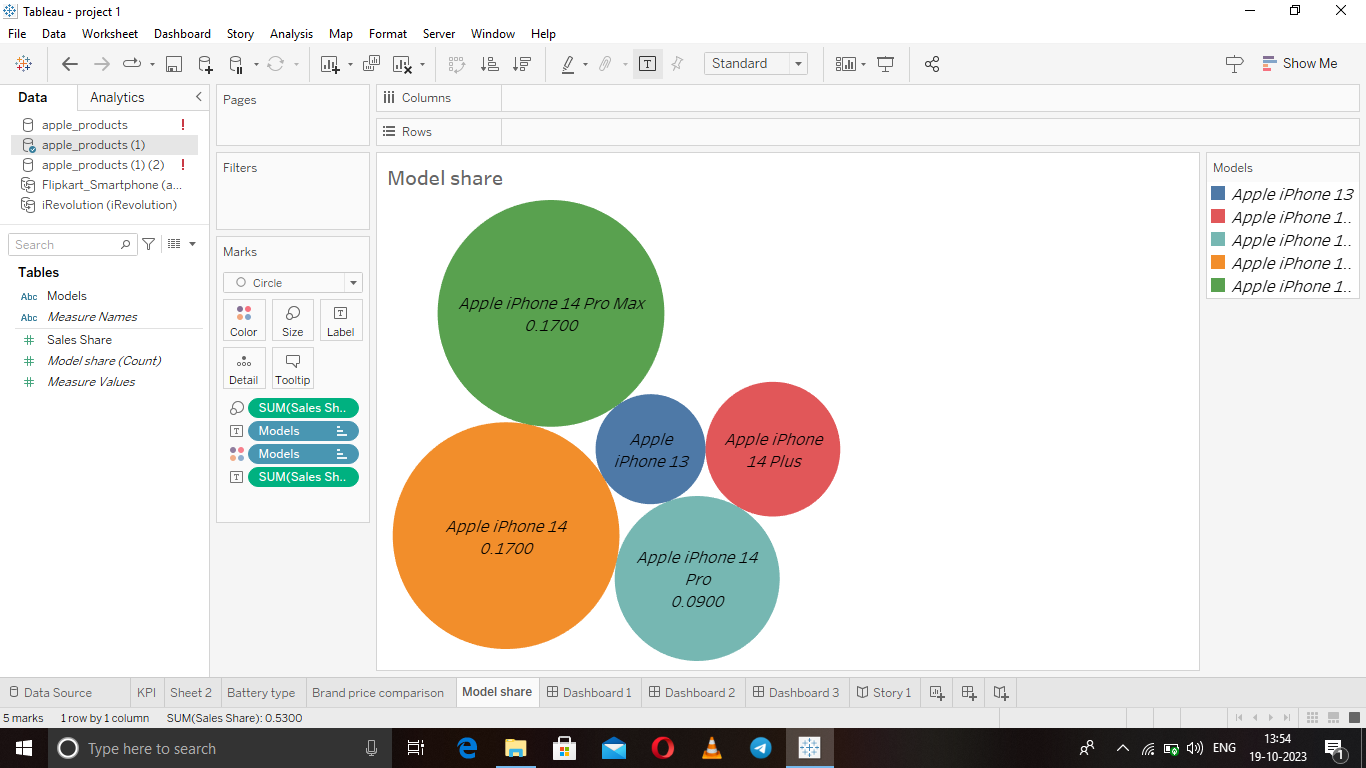 Tableau - project 1
File Data Worksheet Dashboard Story Analysis Map Format Server Window Help
Standard
Show Me
Data Analytics
apple_products !
apple_products (1)
apple_products (1) (2) !
Flipkart_Smartphone (a...
iRevolution (iRevolution)
Search
Tables
Abc Models
Abc Measure Names
# Sales Share
# Model share (Count)
# Measure Values
Pages
Filters
Marks
Circle
Color Size Label
Detail Tooltip
SUM(Sales Sh..
Models
Models
SUM(Sales Sh..
Columns
Rows
Model share
Apple iPhone 14 Pro Max
0.1700
Apple
iPhone 13
Apple iPhone
14 Plus
Apple iPhone 14
0.1700
Apple iPhone 14
Pro
0.0900
Models
Apple iPhone 13
Apple iPhone 1..
Apple iPhone 1..
Apple iPhone 1..
Apple iPhone 1..
Data Source KPI Sheet 2 Battery type Brand price comparison Model share Dashboard 1 Dashboard 2 Dashboard 3 Story 1
5 marks 1 row by 1 column SUM(Sales Share): 0.5300
Type here to search
ENG
13:54
19-10-2023
1